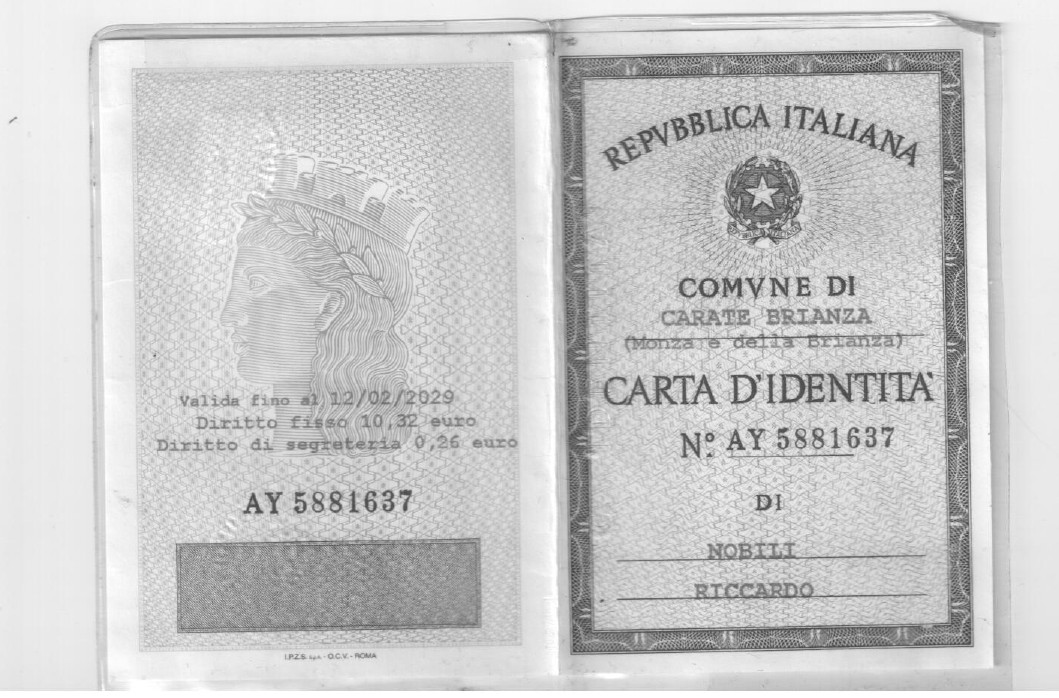 Valida fino al 12/02/2029
Diritto fisso 10,32 euro
Diritto di segreteria 0,26 euro
AY 5881637
I.P.Z.S. s.p.a. - O.C.V. - ROMA
REPVBBLICA ITALIANA
COMVNE DI
CARATE BRIANZA
(Monza e della Brianza)
CARTA D'IDENTITA'
N°. AY 5881637
DI
NOBILI
RICCARDO